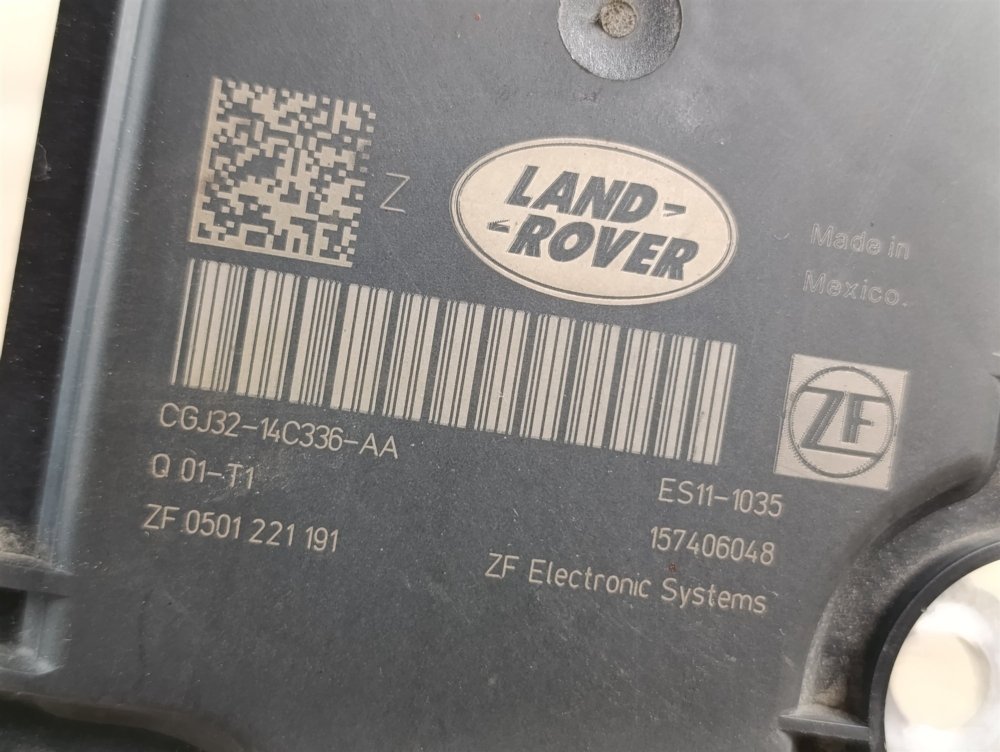 Z
LAND
ROVER
Made in
Mexico.
CGJ32-14C336-AA
Q 01-T1
ZF 0501 221 191
ZF
ES11-1035
157406048
ZF Electronic Systems